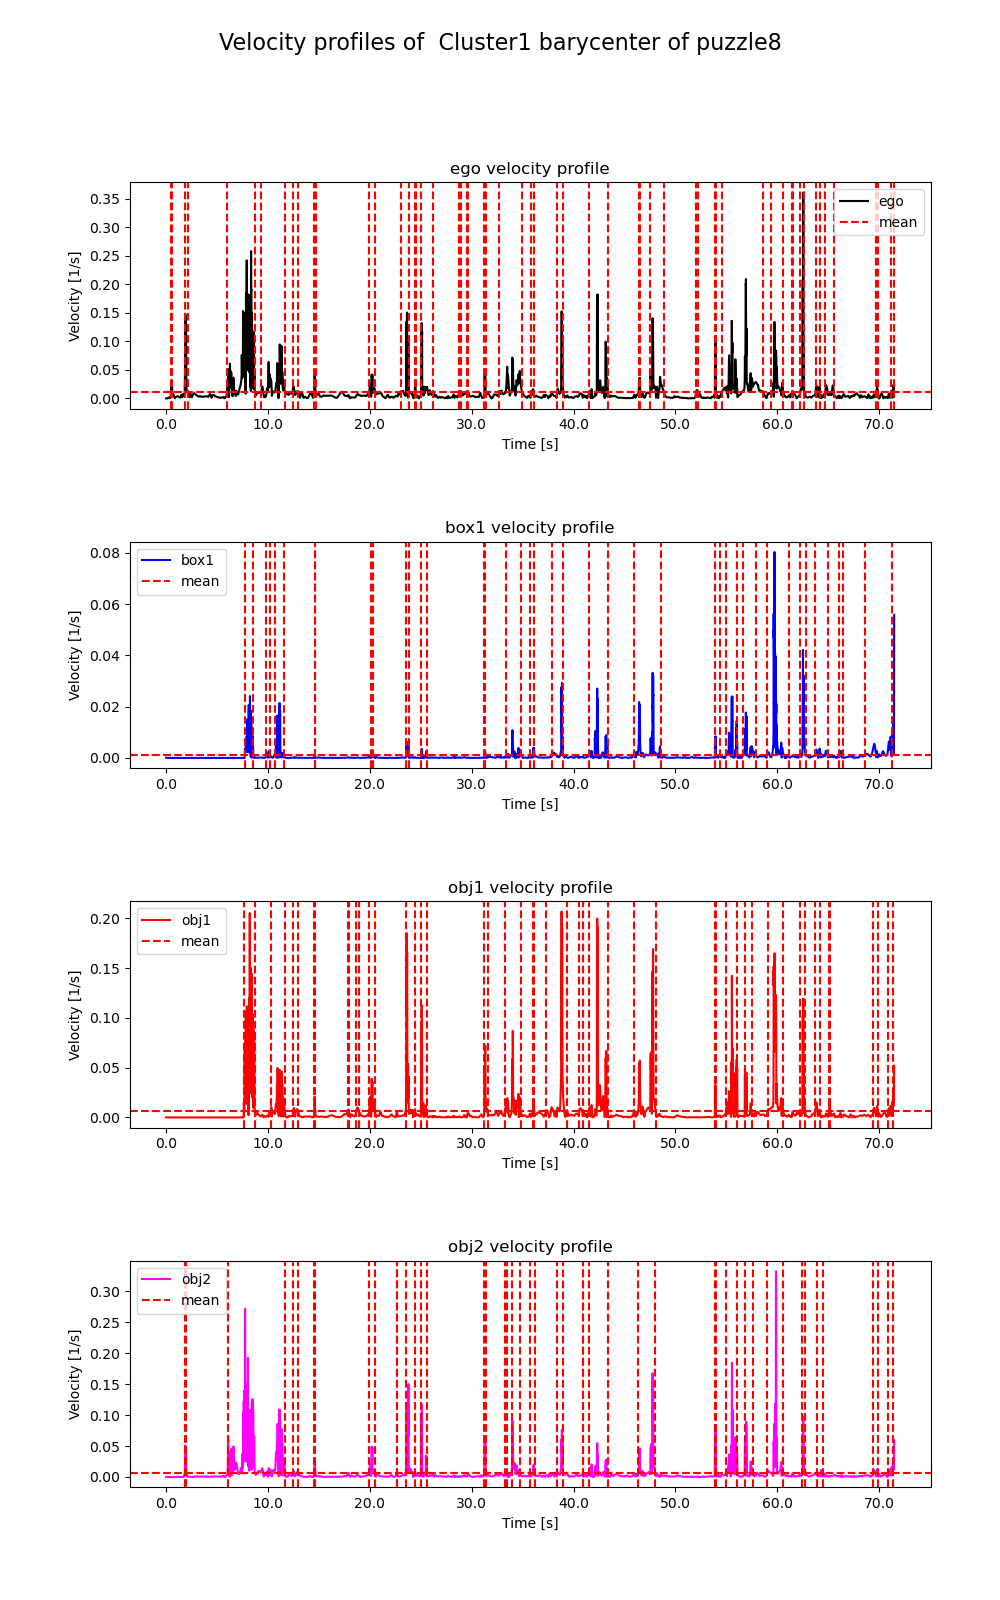 Velocity profiles of  Cluster1 barycenter of puzzle8
ego velocity profile
Velocity [1/s]
0.35
0.30
0.25
0.20
0.15
0.10
0.05
0.00
ego
mean
0.0 10.0 20.0 30.0 40.0 50.0 60.0 70.0
Time [s]
box1 velocity profile
Velocity [1/s]
0.08
0.06
0.04
0.02
0.00
box1
mean
0.0 10.0 20.0 30.0 40.0 50.0 60.0 70.0
Time [s]
obj1 velocity profile
Velocity [1/s]
0.20
0.15
0.10
0.05
0.00
obj1
mean
0.0 10.0 20.0 30.0 40.0 50.0 60.0 70.0
Time [s]
obj2 velocity profile
Velocity [1/s]
0.30
0.25
0.20
0.15
0.10
0.05
0.00
obj2
mean
0.0 10.0 20.0 30.0 40.0 50.0 60.0 70.0
Time [s]